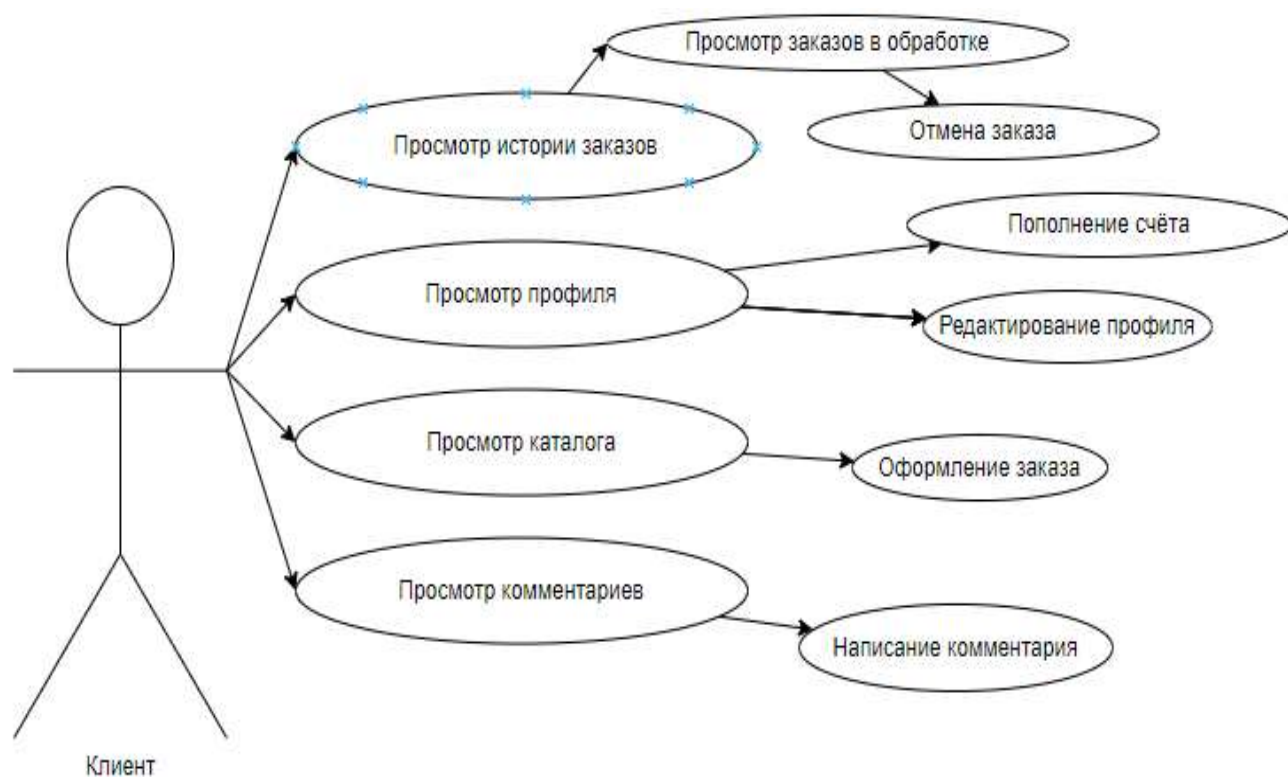 Просмотр заказов в обработке
Отмена заказа
Просмотр истории заказов
Пополнение счёта
Просмотр профиля
Редактирование профиля
Просмотр каталога
Оформление заказа
Просмотр комментариев
Написание комментария
Клиент